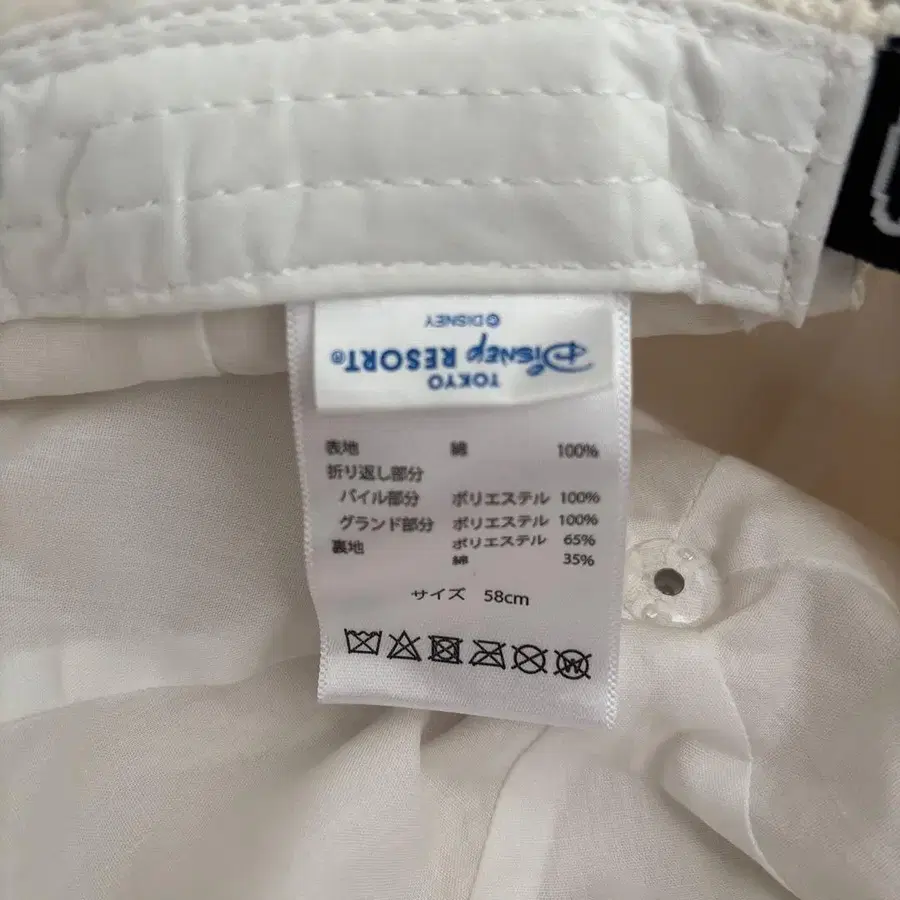 TOKYO
Disney RESORT®
© DISNEY
表地 綿 100%
折り返し部分
パイル部分 ポリエステル 100%
グランド部分 ポリエステル 100%
裏地 ポリエステル 65%
綿 35%
サイズ 58cm
W